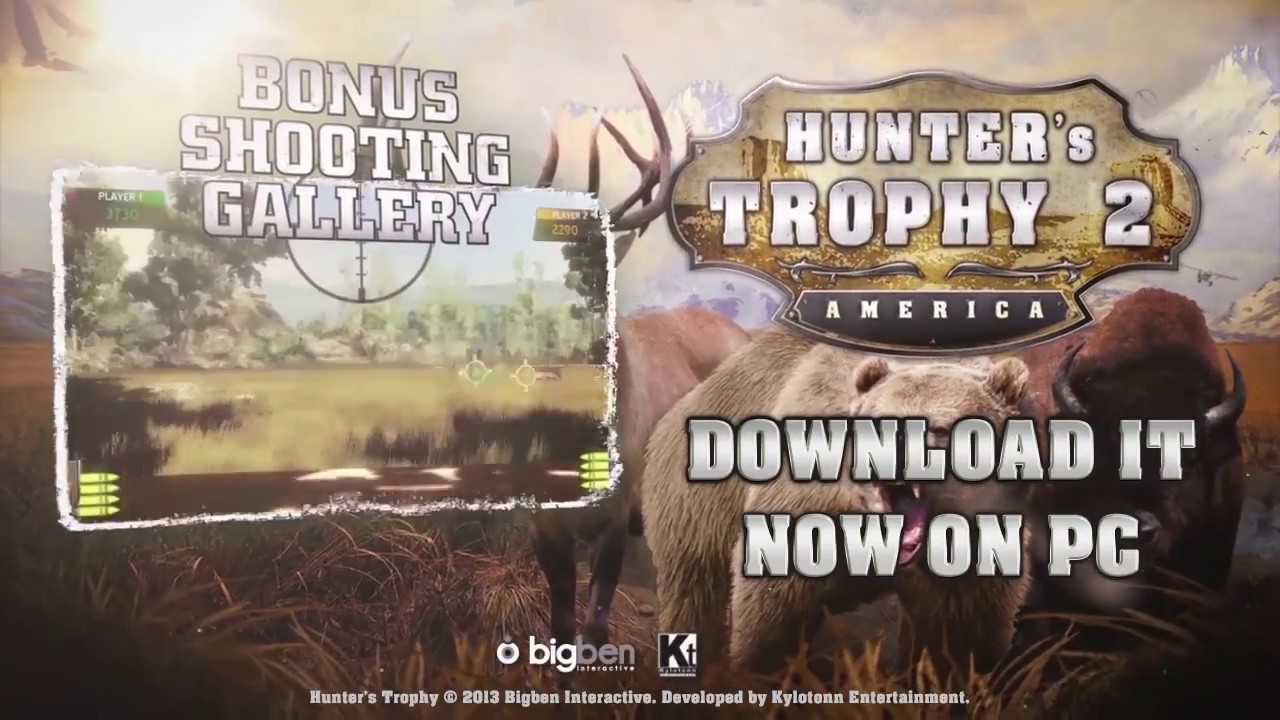 BONUS
SHOOTING
GALLERY
PLAYER 1
3730
PLAYER 2
2290
HUNTER's
TROPHY 2
AMERICA
DOWNLOAD IT
NOW ON PC
bigben
interactive
Kt
Kylotonn
Hunter's Trophy © 2013 Bigben Interactive. Developed by Kylotonn Entertainment.